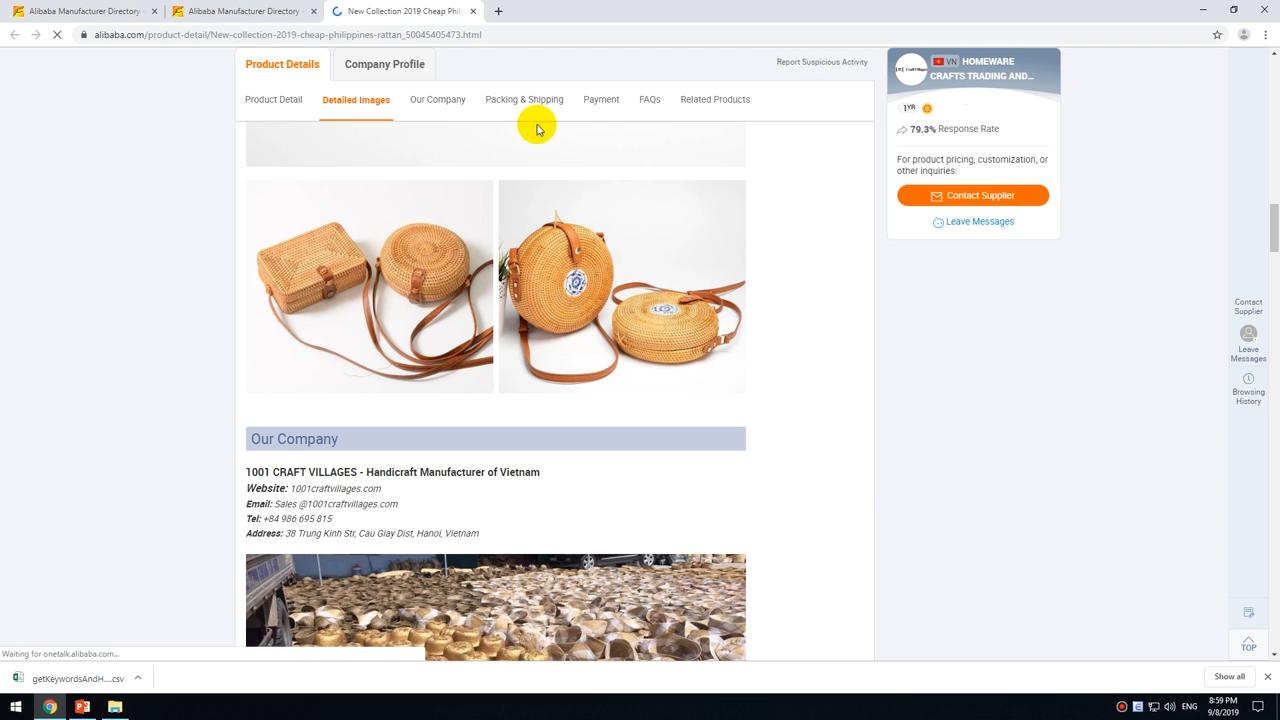 Alibaba Manufacturer Directory -
Alibaba Manufacturer Directory -
New Collection 2019 Cheap Phili
alibaba.com/product-detail/New-collection-2019-cheap-philippines-rattan_50045405473.html
Product Details
Company Profile
Report Suspicious Activity
Product Detail
Detailed Images
Our Company
Packing & Shipping
Payment
FAQs
Related Products
VN HOMEWARE
CRAFTS TRADING AND...
1YR
79.3% Response Rate
For product pricing, customization, or
other inquiries:
Contact Supplier
Leave Messages
Our Company
1001 CRAFT VILLAGES - Handicraft Manufacturer of Vietnam
Website: 1001craftvillages.com
Email: Sales @1001craftvillages.com
Tel: +84 986 695 815
Address: 38 Trung Kinh Str, Cau Giay Dist, Hanoi, Vietnam
Contact
Supplier
Leave
Messages
Browsing
History
TOP
Waiting for onetalk.alibaba.com...
getKeywordsAndH....csv
Show all
ENG
8:59 PM
9/8/2019